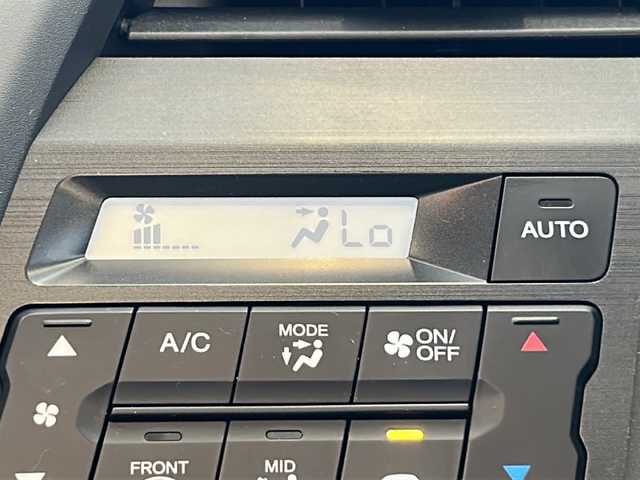 Lo
AUTO
A/C
MODE
ON/
OFF
FRONT
MID